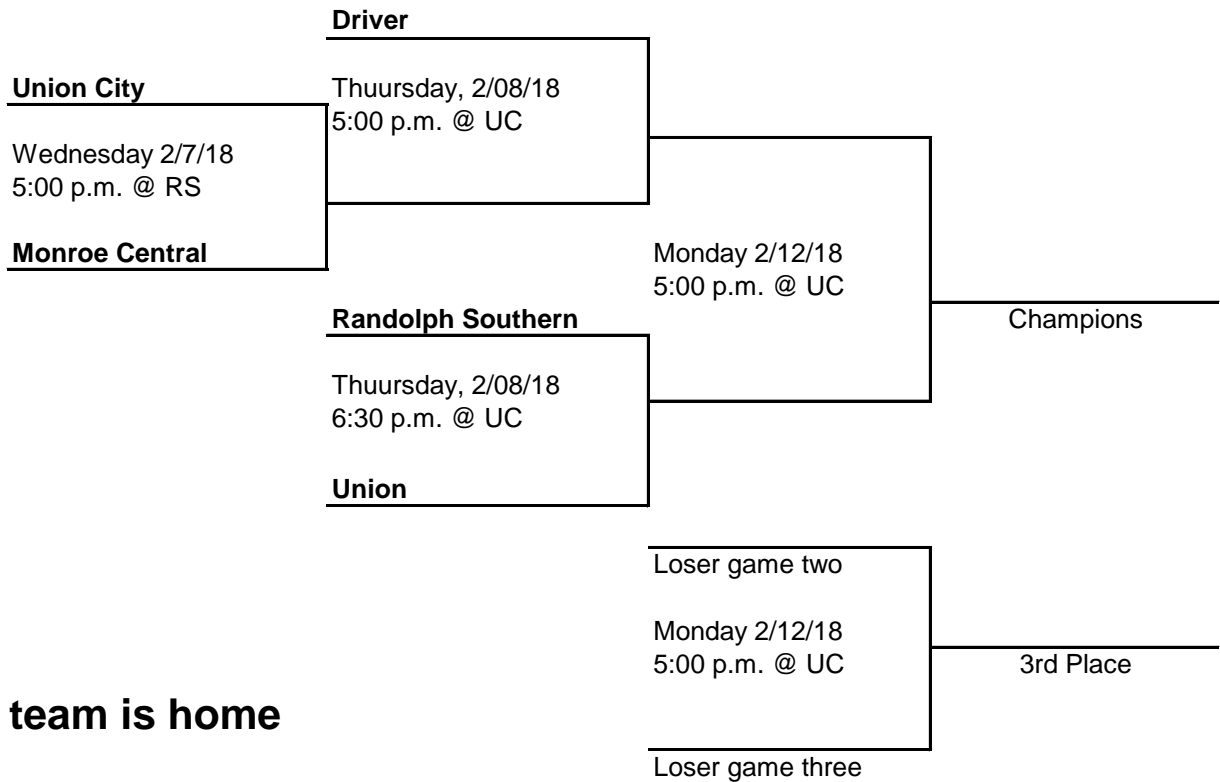 Driver
Union City
Thuursday, 2/08/18
5:00 p.m. @ UC
Wednesday 2/7/18
5:00 p.m. @ RS
Monroe Central
Monday 2/12/18
5:00 p.m. @ UC
Randolph Southern
Champions
Thuursday, 2/08/18
6:30 p.m. @ UC
Union
Loser game two
Monday 2/12/18
5:00 p.m. @ UC
3rd Place
team is home
Loser game three